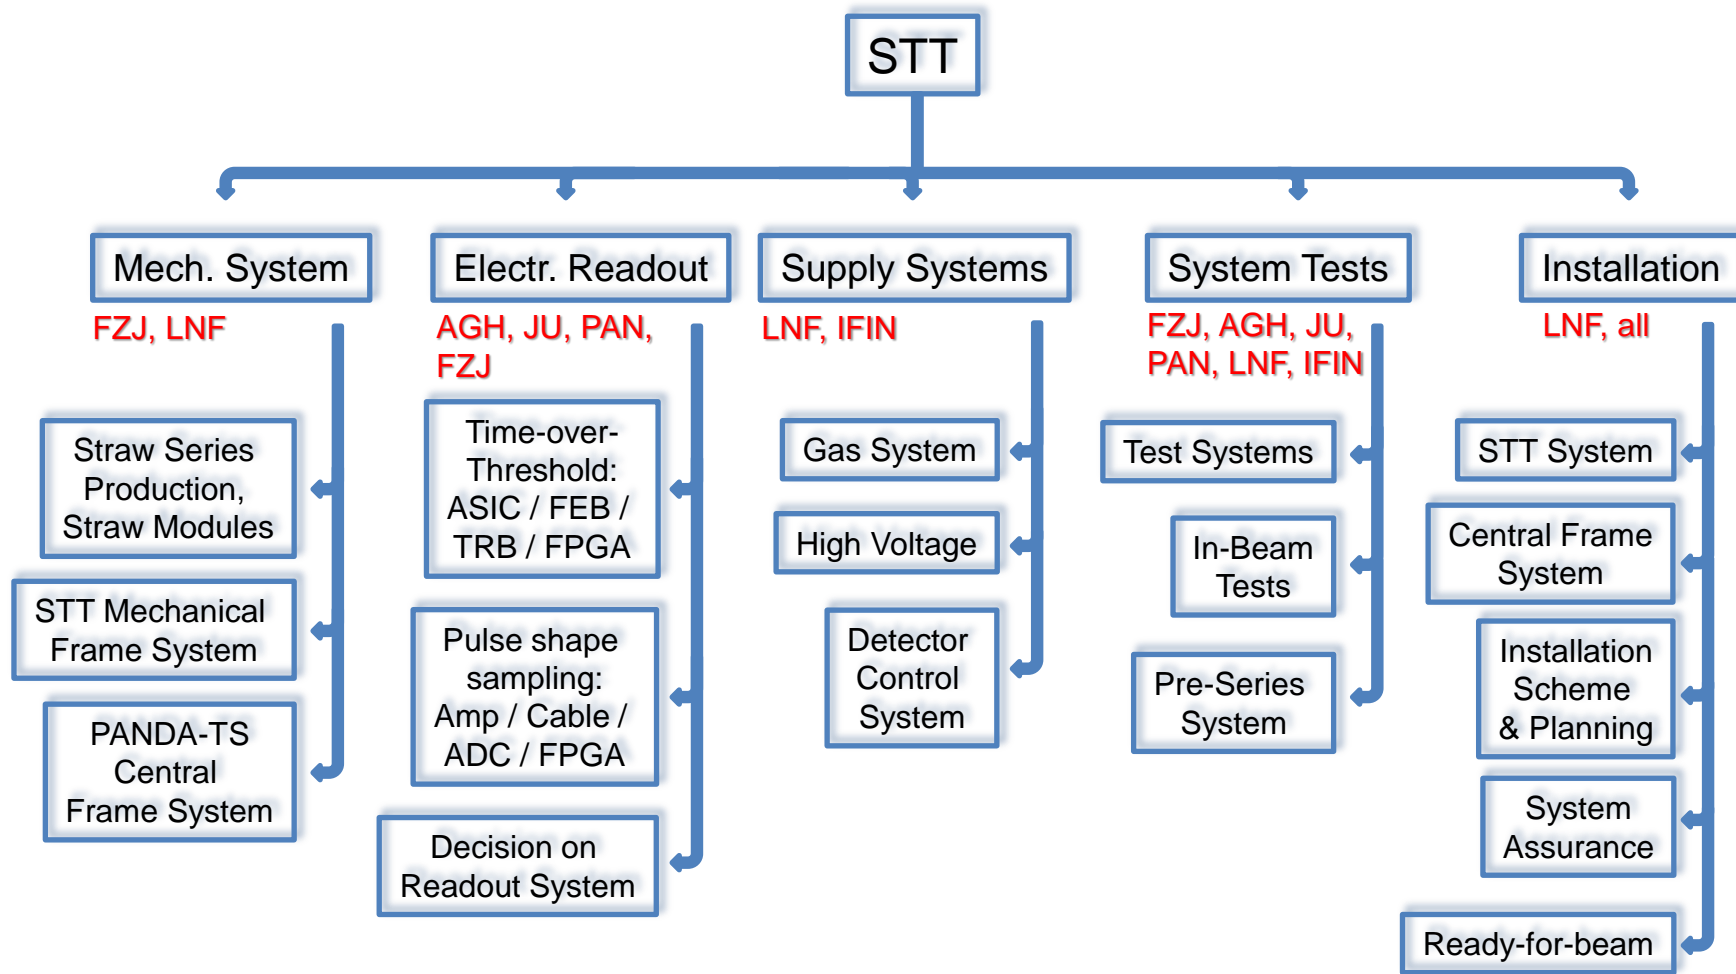 STT
Mech. System
FZJ, LNF
Straw Series
Production,
Straw Modules
STT Mechanical
Frame System
PANDA-TS
Central
Frame System
Electr. Readout
AGH, JU, PAN,
FZJ
Time-over-
Threshold:
ASIC / FEB /
TRB / FPGA
Pulse shape
sampling:
Amp / Cable /
ADC / FPGA
Decision on
Readout System
Supply Systems
LNF, IFIN
Gas System
High Voltage
Detector
Control
System
System Tests
FZJ, AGH, JU,
PAN, LNF, IFIN
Test Systems
In-Beam
Tests
Pre-Series
System
Installation
LNF, all
STT System
Central Frame
System
Installation
Scheme
& Planning
System
Assurance
Ready-for-beam